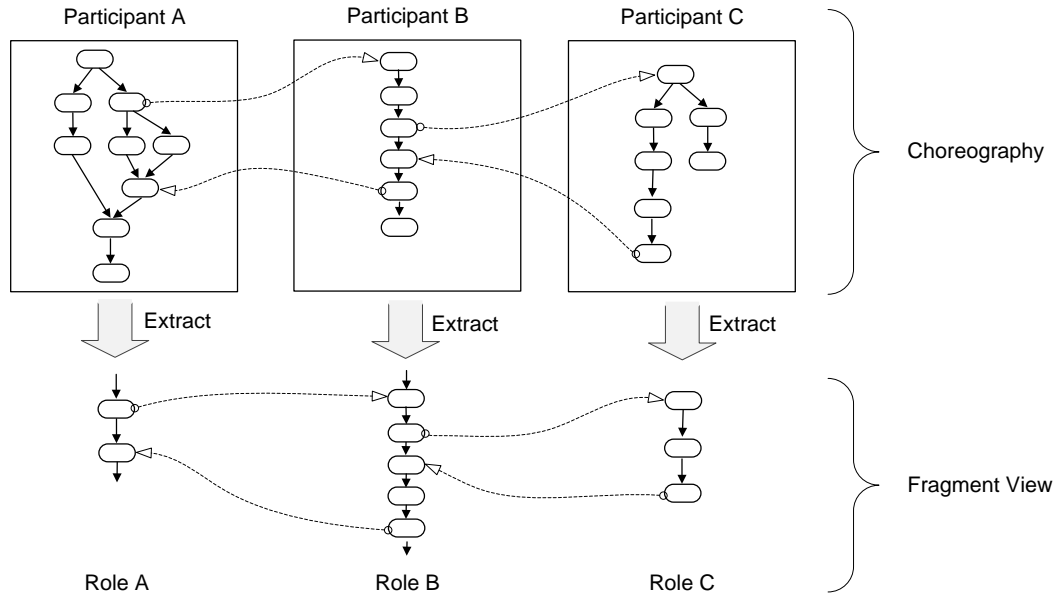 Participant A
Participant B
Participant C
Choreography
Extract
Extract
Extract
Fragment View
Role A
Role B
Role C